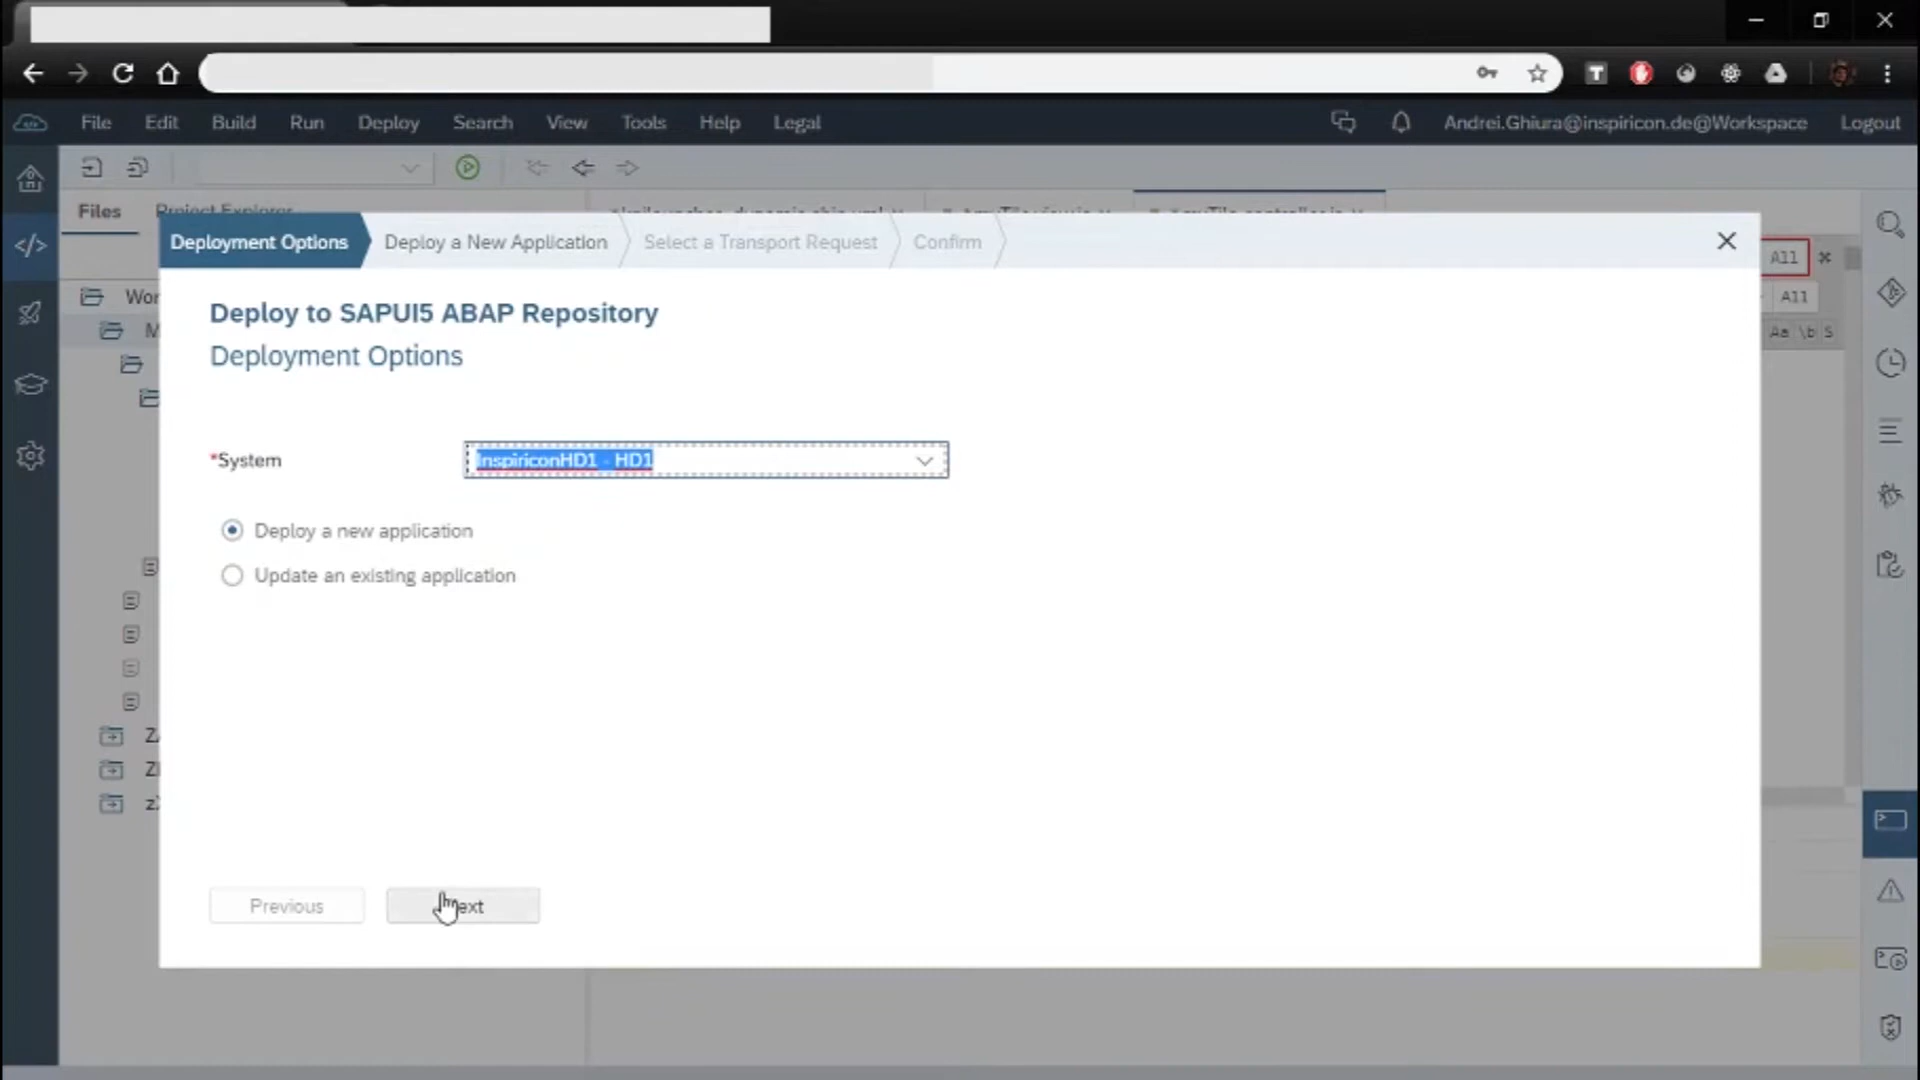 File Edit Build Run Deploy Search View Tools Help Legal Andrei.Ghiura@inspiricon.de@Workspace Logout
Files Project Explorer
Deployment Options Deploy a New Application Select a Transport Request Confirm
All
Deploy to SAPUI5 ABAP Repository
Wor
All
M
Aa \b S
Deployment Options
*System InspiriconHD1 - HD1
Deploy a new application
Update an existing application
Previous